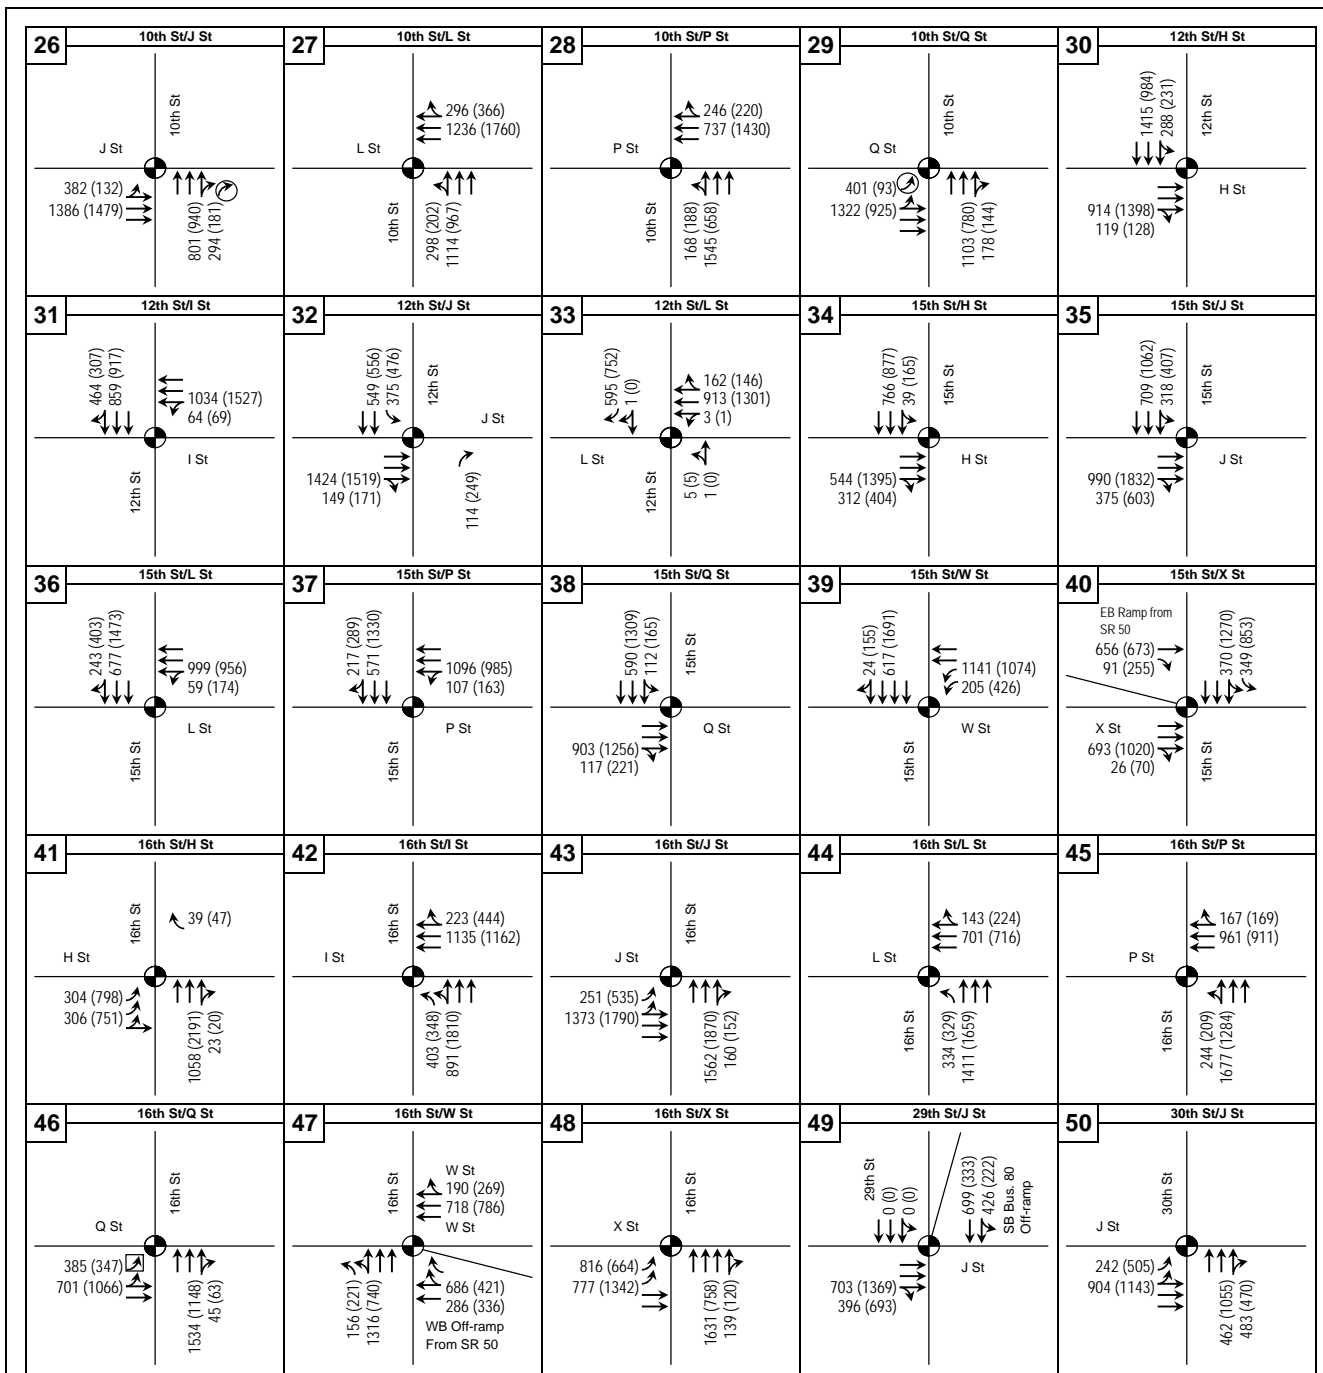 26
10th St/J St
10th St
J St
382 (132)
1386 (1479)
801 (940)
294 (181)
27
10th St/L St
296 (366)
1236 (1760)
L St
10th St
298 (202)
1114 (967)
28
10th St/P St
246 (220)
737 (1430)
P St
10th St
168 (188)
1545 (658)
29
10th St/Q St
10th St
Q St
401 (93)
1322 (925)
1103 (780)
178 (144)
30
12th St/H St
1415 (984)
288 (231)
12th St
H St
914 (1398)
119 (128)
31
12th St/I St
464 (307)
859 (917)
1034 (1527)
64 (69)
I St
12th St
32
12th St/J St
549 (556)
375 (476)
12th St
J St
1424 (1519)
149 (171)
114 (249)
33
12th St/L St
595 (752)
1 (0)
162 (146)
913 (1301)
3 (1)
L St
12th St
5 (5)
1 (0)
34
15th St/H St
766 (877)
39 (165)
15th St
H St
544 (1395)
312 (404)
35
15th St/J St
709 (1062)
318 (407)
15th St
J St
990 (1832)
375 (603)
36
15th St/L St
243 (403)
677 (1473)
999 (956)
59 (174)
L St
15th St
37
15th St/P St
217 (289)
571 (1330)
1096 (985)
107 (163)
P St
15th St
38
15th St/Q St
590 (1309)
112 (165)
15th St
Q St
903 (1256)
117 (221)
39
15th St/W St
24 (155)
617 (1691)
1141 (1074)
205 (426)
W St
15th St
40
15th St/X St
EB Ramp from
SR 50
656 (673)
91 (255)
370 (1270)
349 (853)
X St
693 (1020)
26 (70)
15th St
41
16th St/H St
16th St
39 (47)
H St
304 (798)
306 (751)
1058 (2191)
23 (20)
42
16th St/I St
16th St
223 (444)
1135 (1162)
I St
403 (348)
891 (1810)
43
16th St/J St
16th St
J St
251 (535)
1373 (1790)
1562 (1870)
160 (152)
44
16th St/L St
143 (224)
701 (716)
L St
16th St
334 (329)
1411 (1659)
45
16th St/P St
167 (169)
961 (911)
P St
16th St
244 (209)
1677 (1284)
46
16th St/Q St
16th St
Q St
385 (347)
701 (1066)
1534 (1148)
45 (63)
47
16th St/W St
16th St
W St
190 (269)
718 (786)
W St
156 (221)
1316 (740)
686 (421)
286 (336)
WB Off-ramp
From SR 50
48
16th St/X St
16th St
X St
816 (664)
777 (1342)
1631 (758)
139 (120)
49
29th St/J St
29th St
0 (0)
0 (0)
699 (333)
426 (222)
SB Bus. 80
Off-ramp
J St
703 (1369)
396 (693)
50
30th St/J St
30th St
J St
242 (505)
904 (1143)
462 (1055)
483 (470)